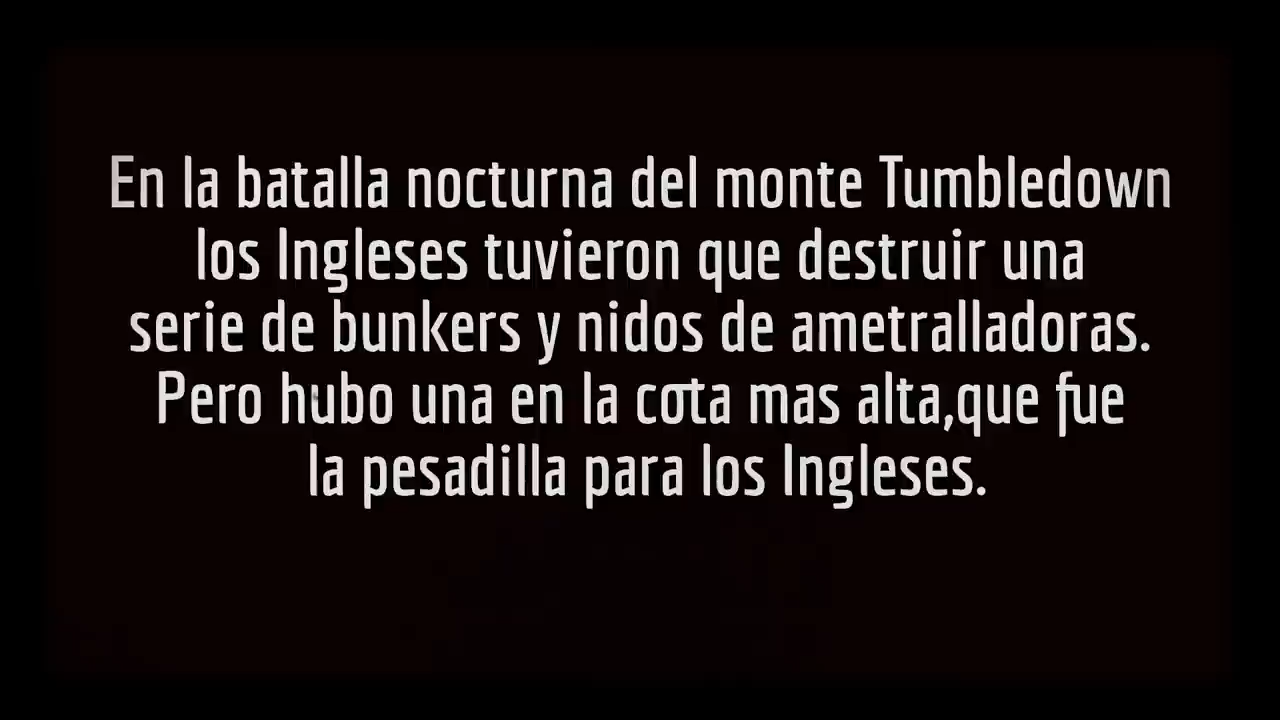 En la batalla nocturna del monte Tumbledown
los Ingleses tuvieron que destruir una
serie de bunkers y nidos de ametralladoras.
Pero hubo una en la cota mas alta,que fue
la pesadilla para los Ingleses.